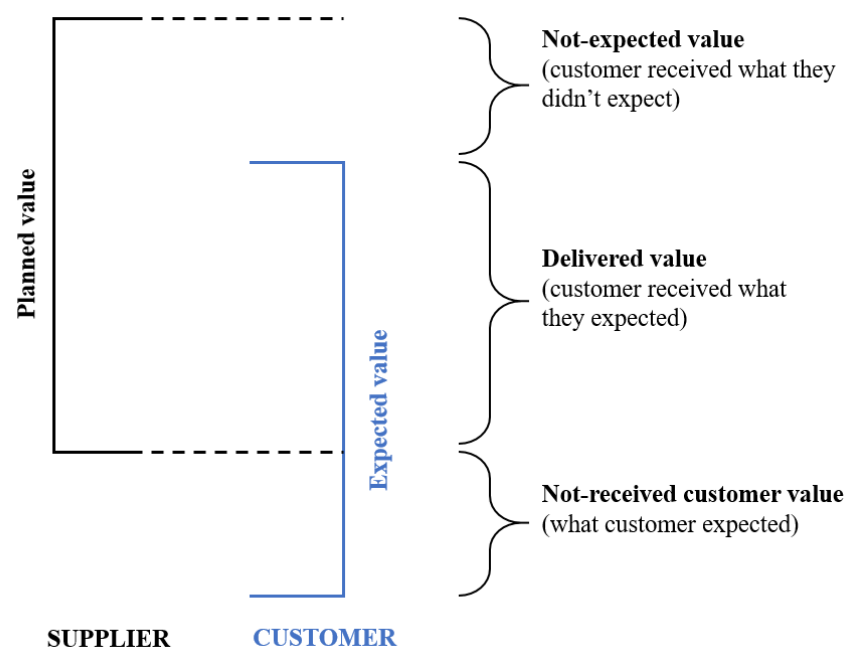 Not-expected value
(customer received what they
didn’t expect)
Planned value
Delivered value
(customer received what
they expected)
Expected value
Not-received customer value
(what customer expected)
SUPPLIER
CUSTOMER